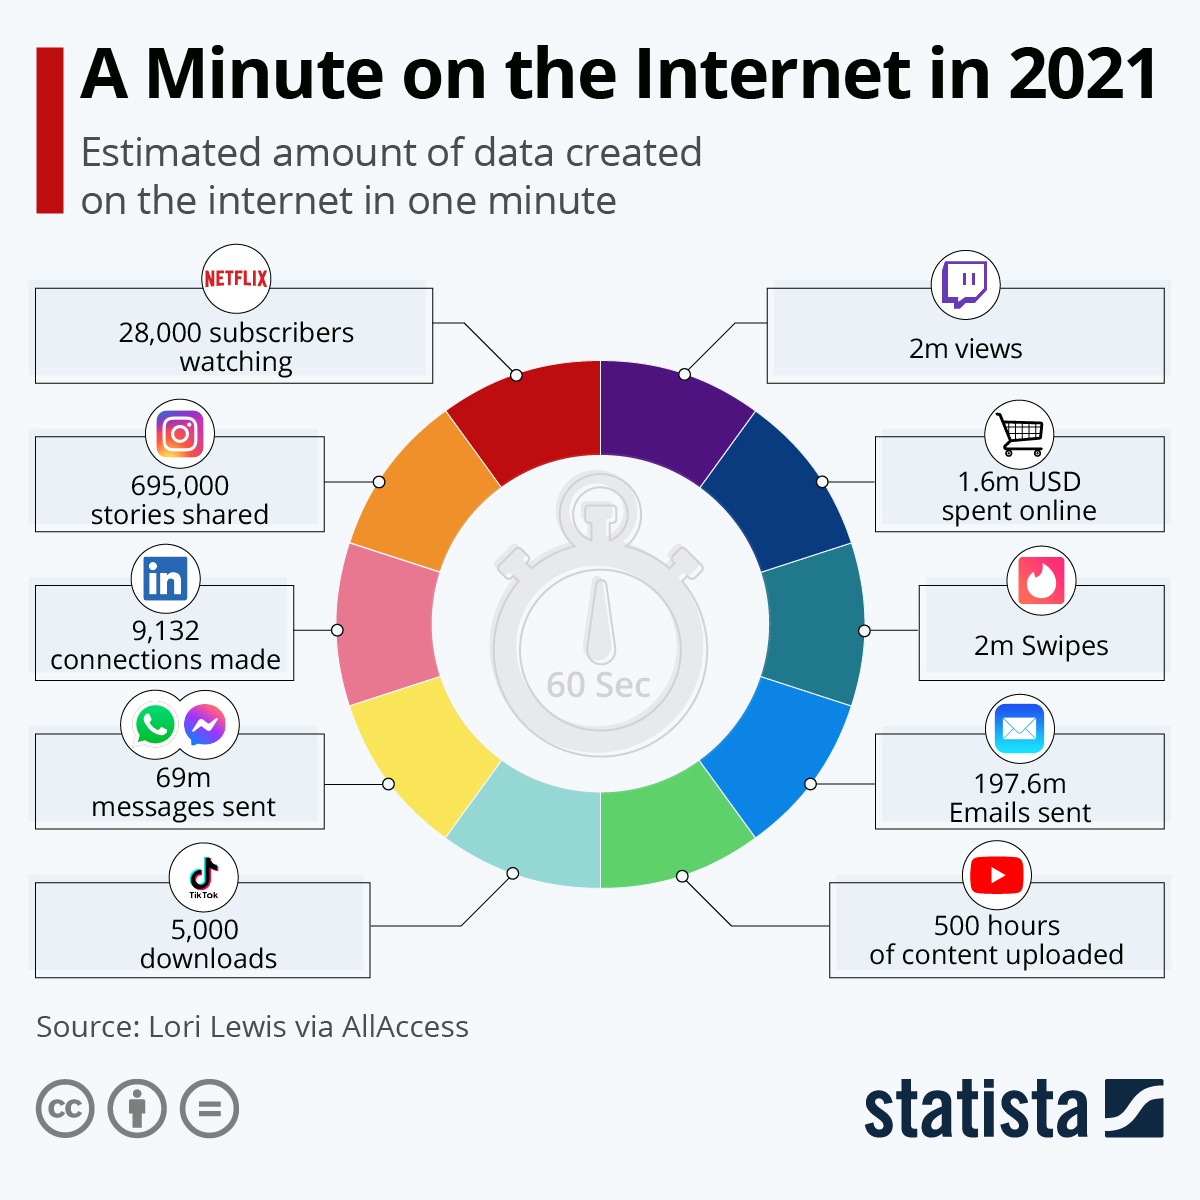 A Minute on the Internet in 2021
Estimated amount of data created
on the internet in one minute
NETFLIX
28,000 subscribers
watching
2m views
695,000
stories shared
1.6m USD
spent online
in
9,132
connections made
2m Swipes
60 Sec
69m
messages sent
197.6m
Emails sent
TikTok
5,000
downloads
500 hours
of content uploaded
Source: Lori Lewis via AllAccess
cc
statista